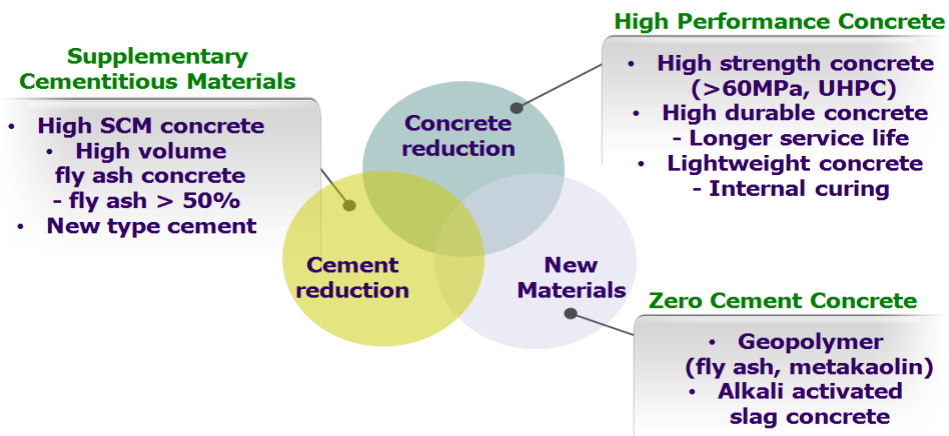 Supplementary
Cementitious Materials
• High SCM concrete
• High volume
fly ash concrete
- fly ash > 50%
• New type cement
High Performance Concrete
• High strength concrete
(>60MPa, UHPC)
• High durable concrete
- Longer service life
• Lightweight concrete
- Internal curing
Concrete
reduction
Cement
reduction
New
Materials
Zero Cement Concrete
• Geopolymer
(fly ash, metakaolin)
• Alkali activated
slag concrete